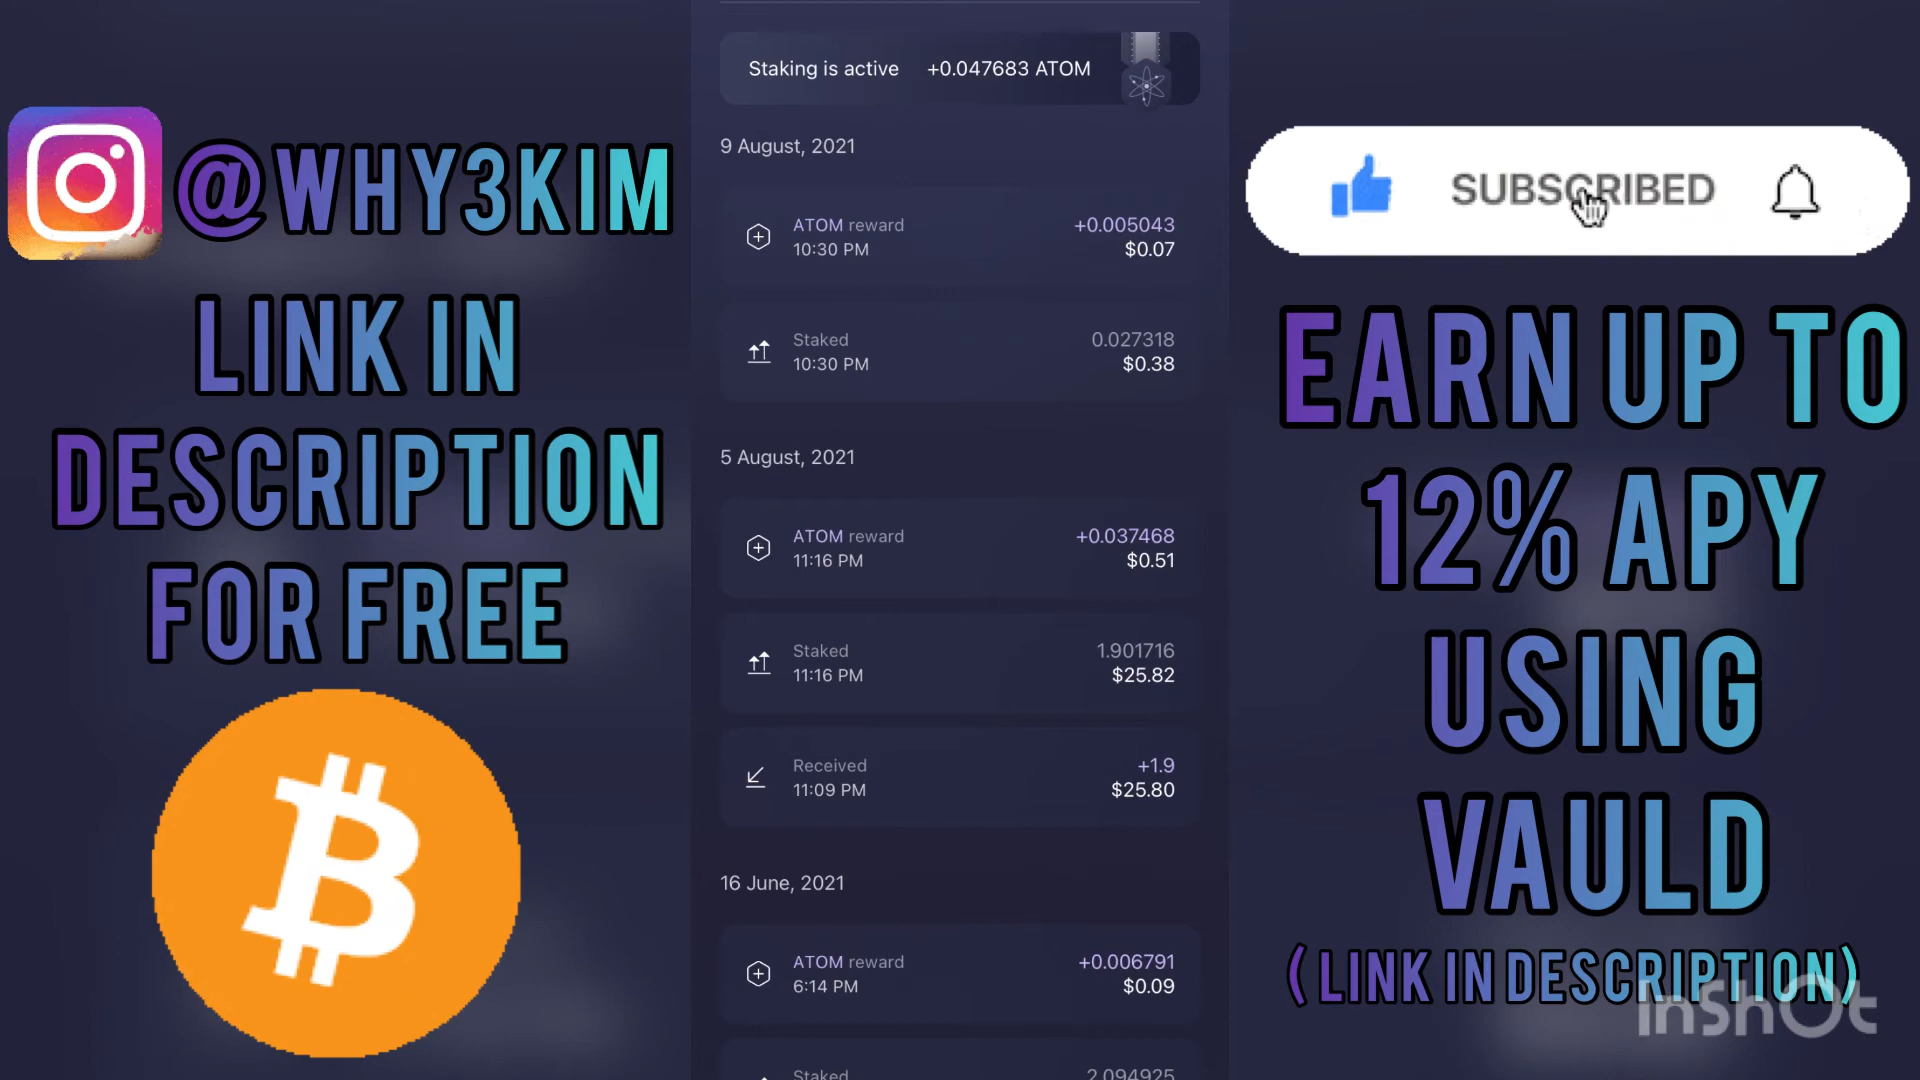 @WHY3KIM
LINK IN
DESCRIPTION
FOR FREE
Staking is active +0.047683 ATOM
9 August, 2021
ATOM reward +0.005043
10:30 PM $0.07
Staked 0.027318
10:30 PM $0.38
5 August, 2021
ATOM reward +0.037468
11:16 PM $0.51
Staked 1.901716
11:16 PM $25.82
Received +1.9
11:09 PM $25.80
16 June, 2021
ATOM reward +0.006791
6:14 PM $0.09
Staked 2.094925
SUBSCRIBED
EARN UP TO
12% APY
USING
VAULD
(LINK IN DESCRIPTION)
InShOt